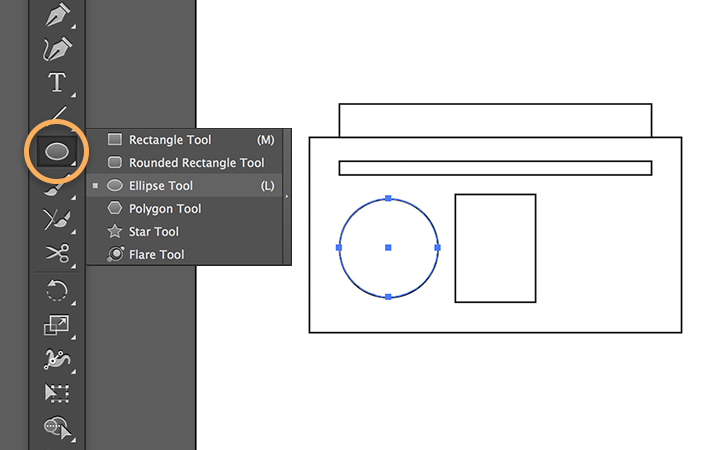 T
Rectangle Tool (M)
Rounded Rectangle Tool
Ellipse Tool (L)
Polygon Tool
Star Tool
Flare Tool